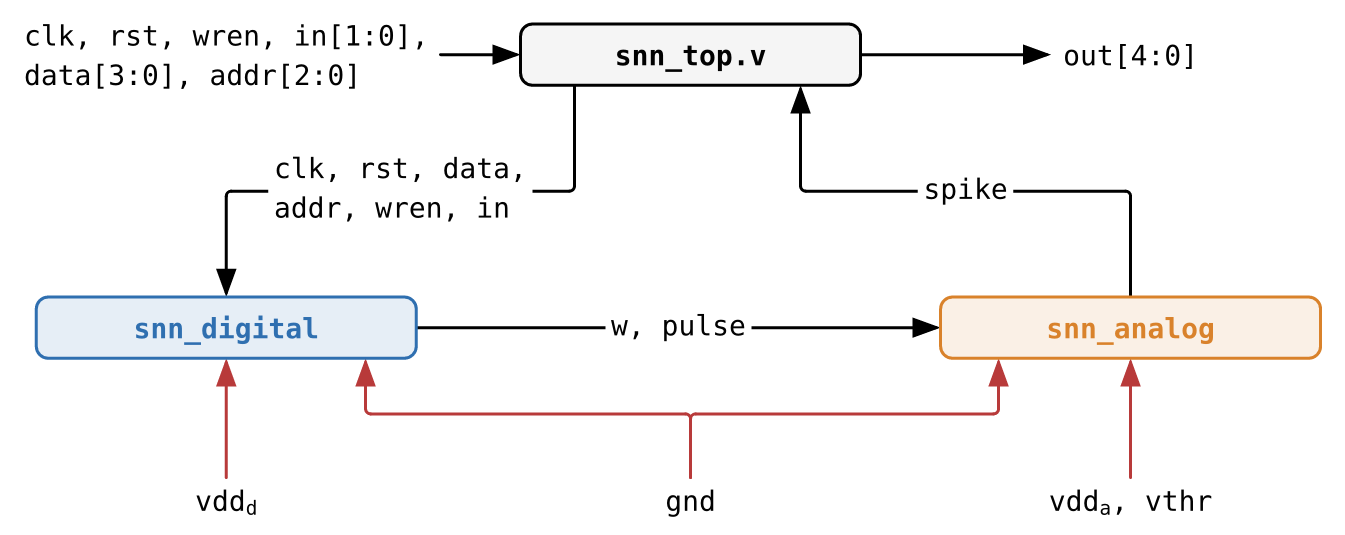 clk, rst, wren, in[1:0],
data[3:0], addr[2:0]
snn_top.v
out[4:0]
clk, rst, data,
addr, wren, in
spike
snn_digital
w, pulse
snn_analog
vddd
gnd
vdda, vthr